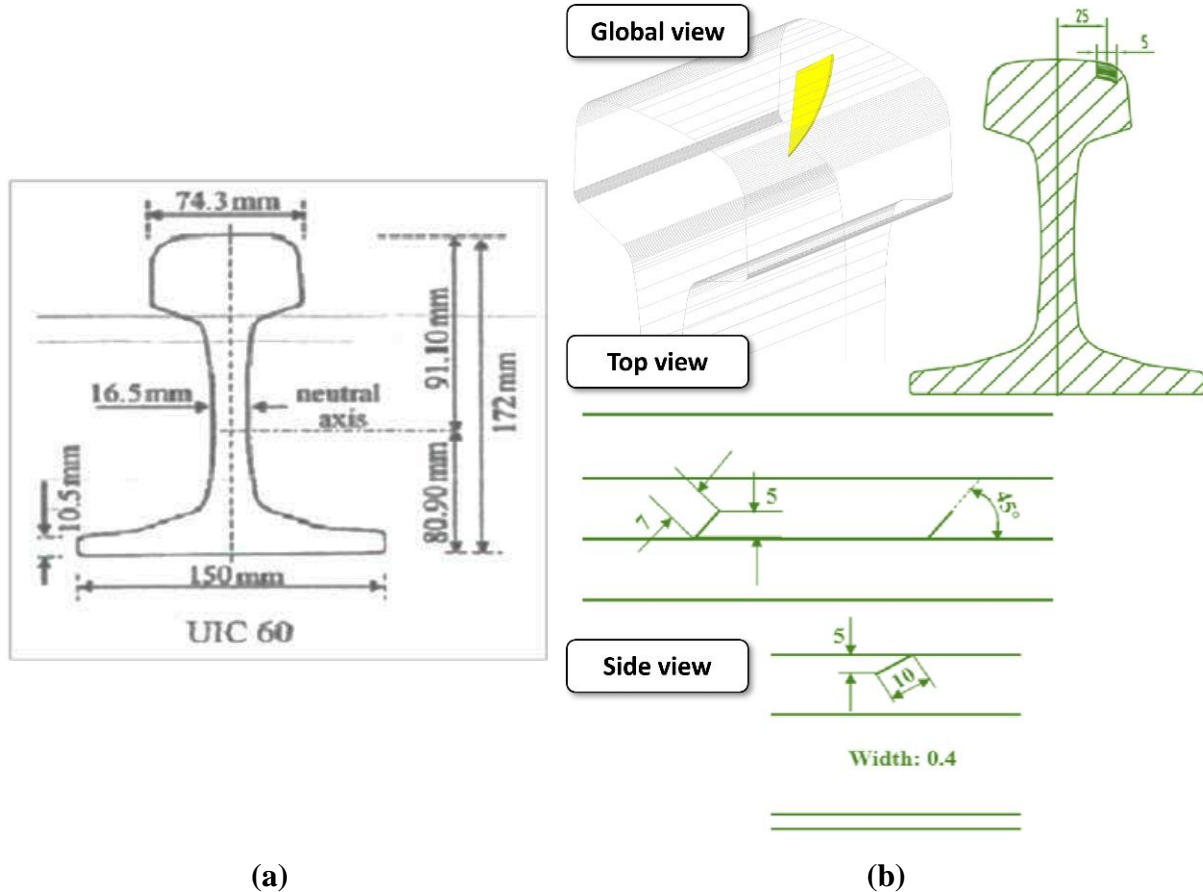 74.3 mm
91.10 mm
172 mm
16.5 mm
neutral
axis
10.5 mm
80.90 mm
150 mm
UIC 60
(a)
Global view
25
5
Top view
7
5
45°
Side view
5
10
Width: 0.4
(b)